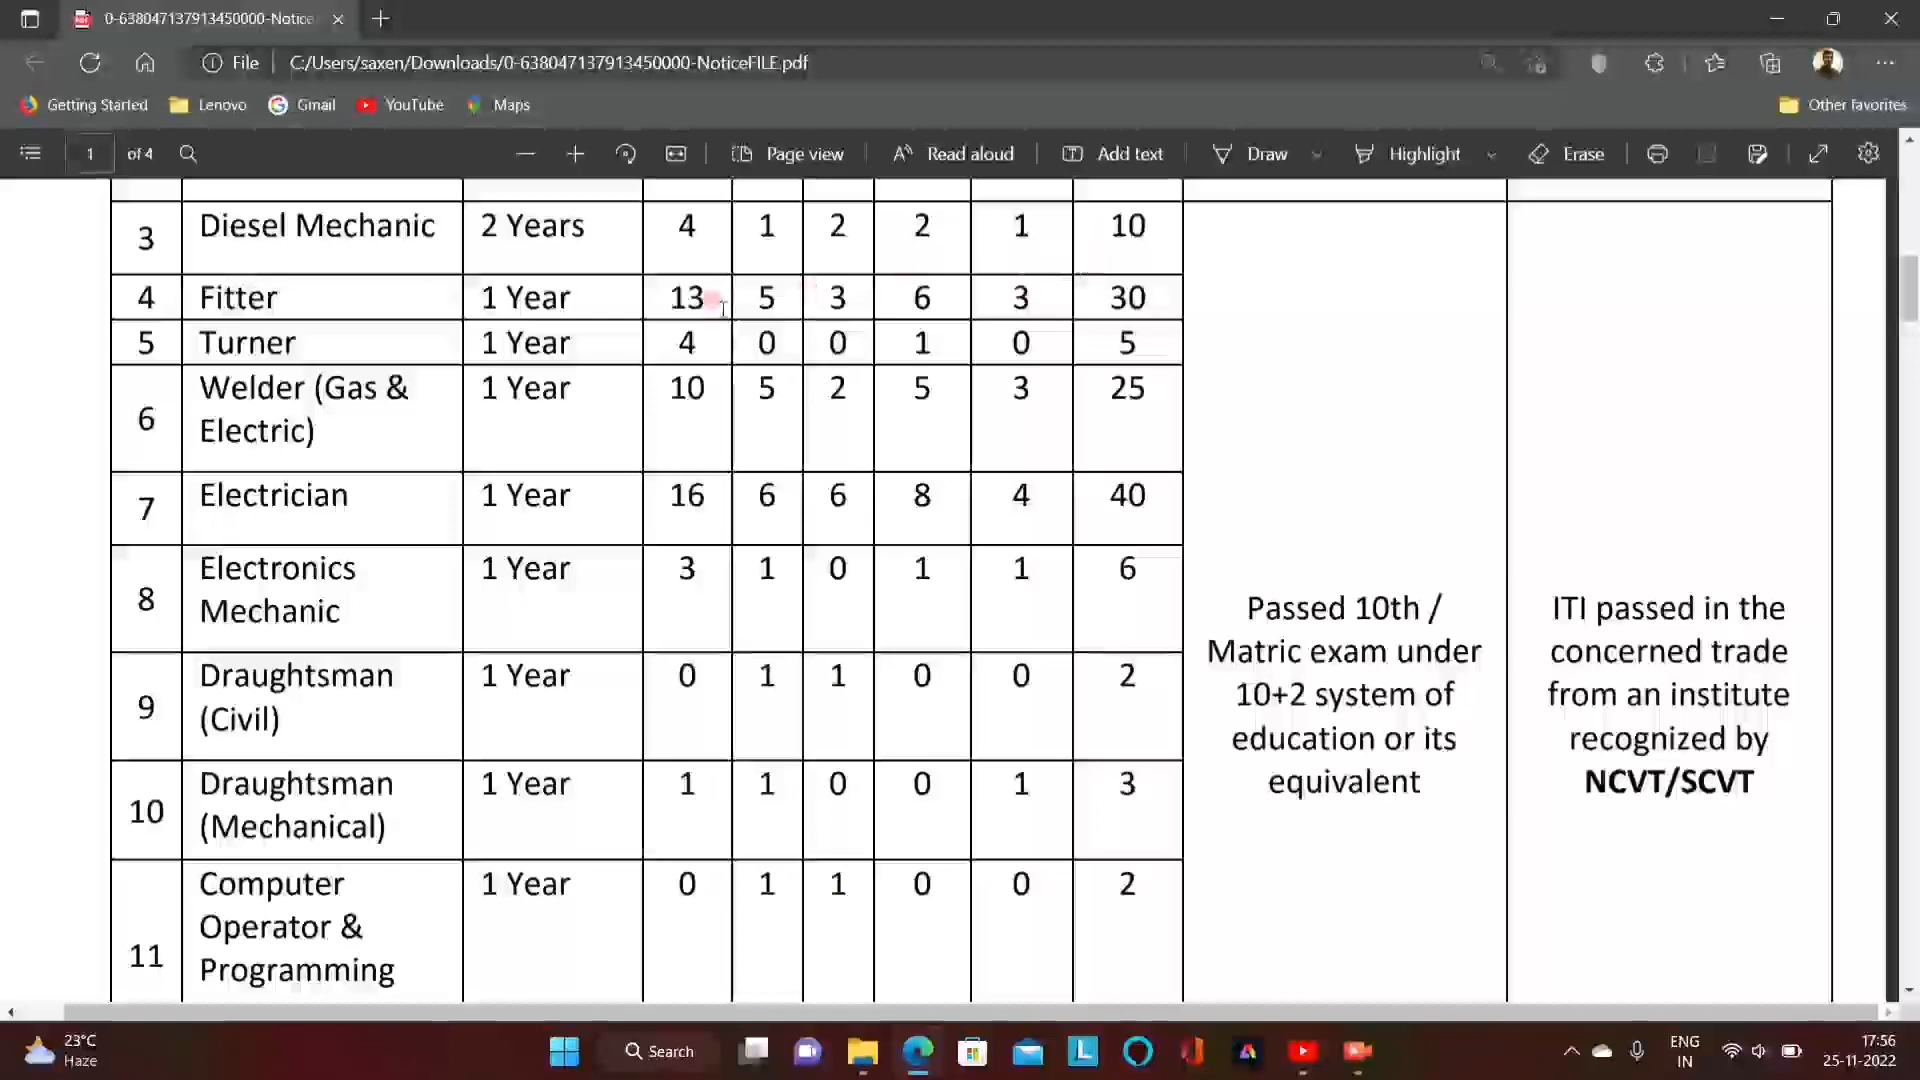 0-638047137913450000-Notice
File C:/Users/saxen/Downloads/0-638047137913450000-NoticeFILE.pdf
Getting Started Lenovo Gmail YouTube Maps Other favorites
1 of 4 Page view Read aloud Add text Draw Highlight Erase
3 Diesel Mechanic 2 Years 4 1 2 2 1 10
4 Fitter 1 Year 13 5 3 6 3 30
5 Turner 1 Year 4 0 0 1 0 5
6 Welder (Gas & 1 Year 10 5 2 5 3 25
Electric)
7 Electrician 1 Year 16 6 6 8 4 40
8 Electronics 1 Year 3 1 0 1 1 6
Mechanic
9 Draughtsman 1 Year 0 1 1 0 0 2
(Civil)
10 Draughtsman 1 Year 1 1 0 0 1 3
(Mechanical)
11 Computer 1 Year 0 1 1 0 0 2
Operator &
Programming
Passed 10th /
Matric exam under
10+2 system of
education or its
equivalent
ITI passed in the
concerned trade
from an institute
recognized by
NCVT/SCVT
23°C
Haze
Search
ENG
IN
17:56
25-11-2022